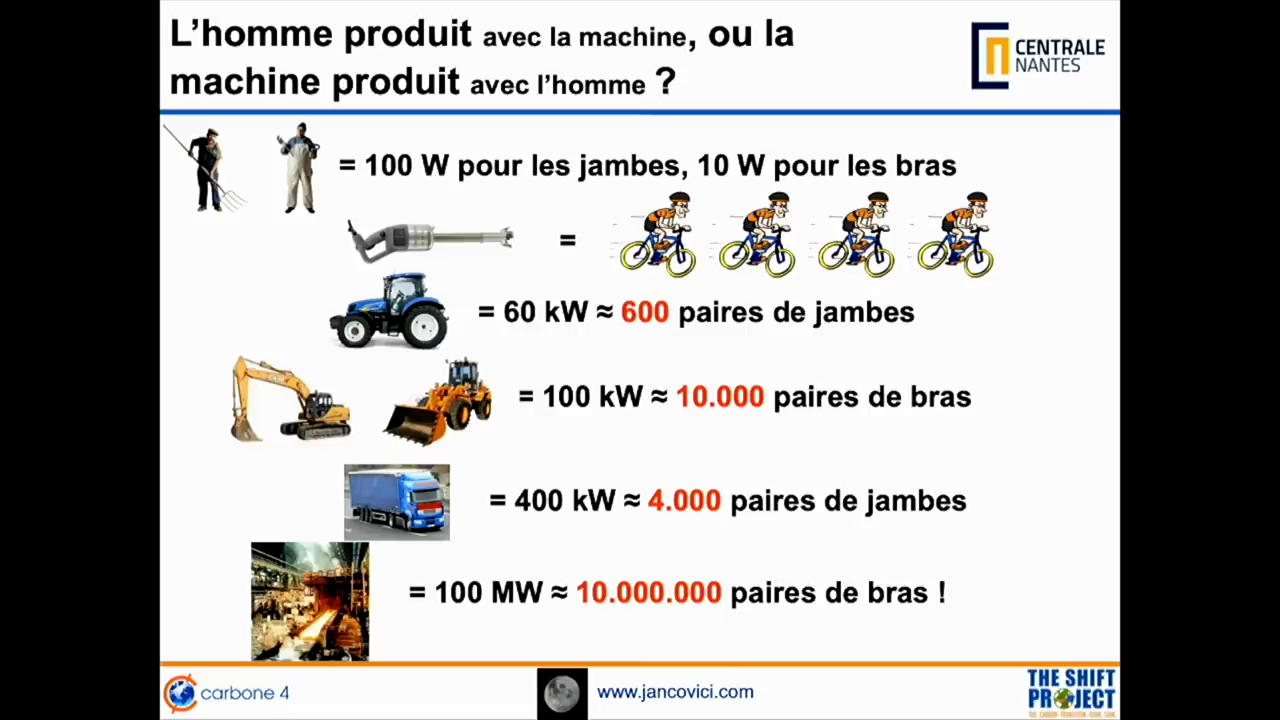 L'homme produit avec la machine, ou la
machine produit avec l'homme ?
CENTRALE
NANTES
= 100 W pour les jambes, 10 W pour les bras
=
= 60 kW ≈ 600 paires de jambes
= 100 kW ≈ 10.000 paires de bras
= 400 kW ≈ 4.000 paires de jambes
= 100 MW ≈ 10.000.000 paires de bras !
carbone 4
www.jancovici.com
THE SHIFT
PROJECT